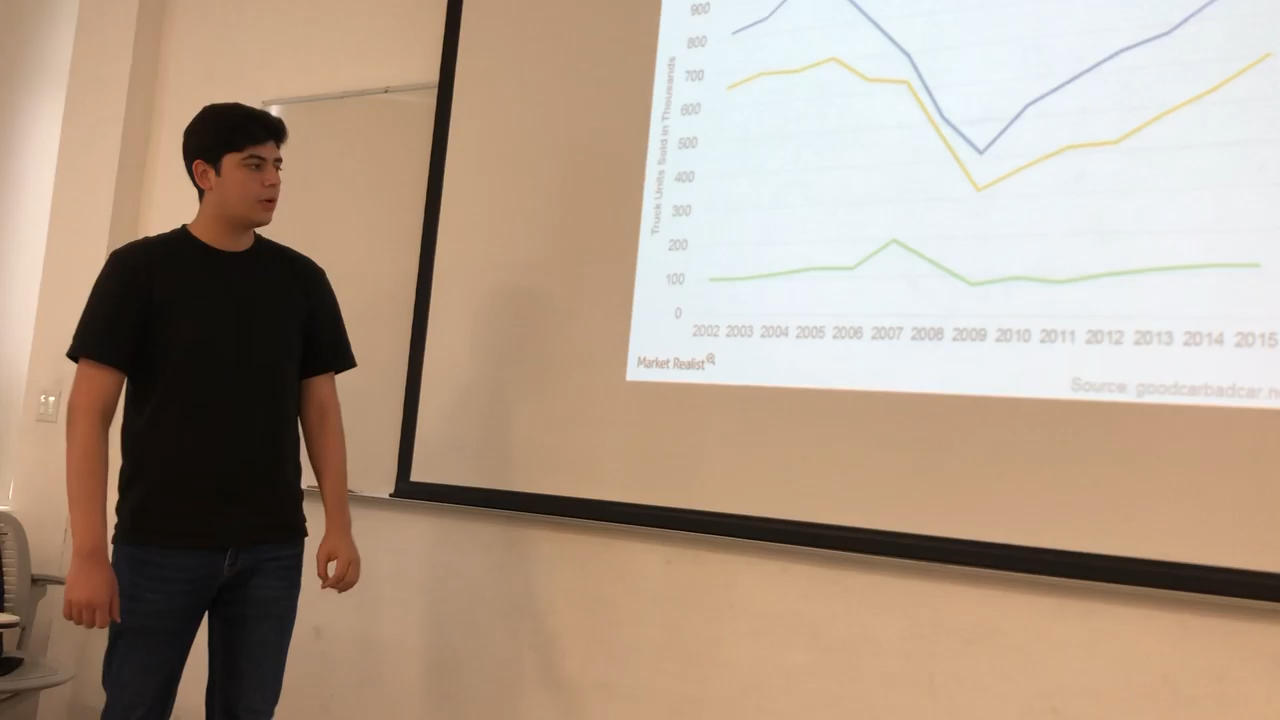 900
800
700
600
500
400
300
200
100
0
Truck Units Sold in Thousands
2002 2003 2004 2005 2006 2007 2008 2009 2010 2011 2012 2013 2014 2015
Market Realist
Source: goodcarbadcar.n